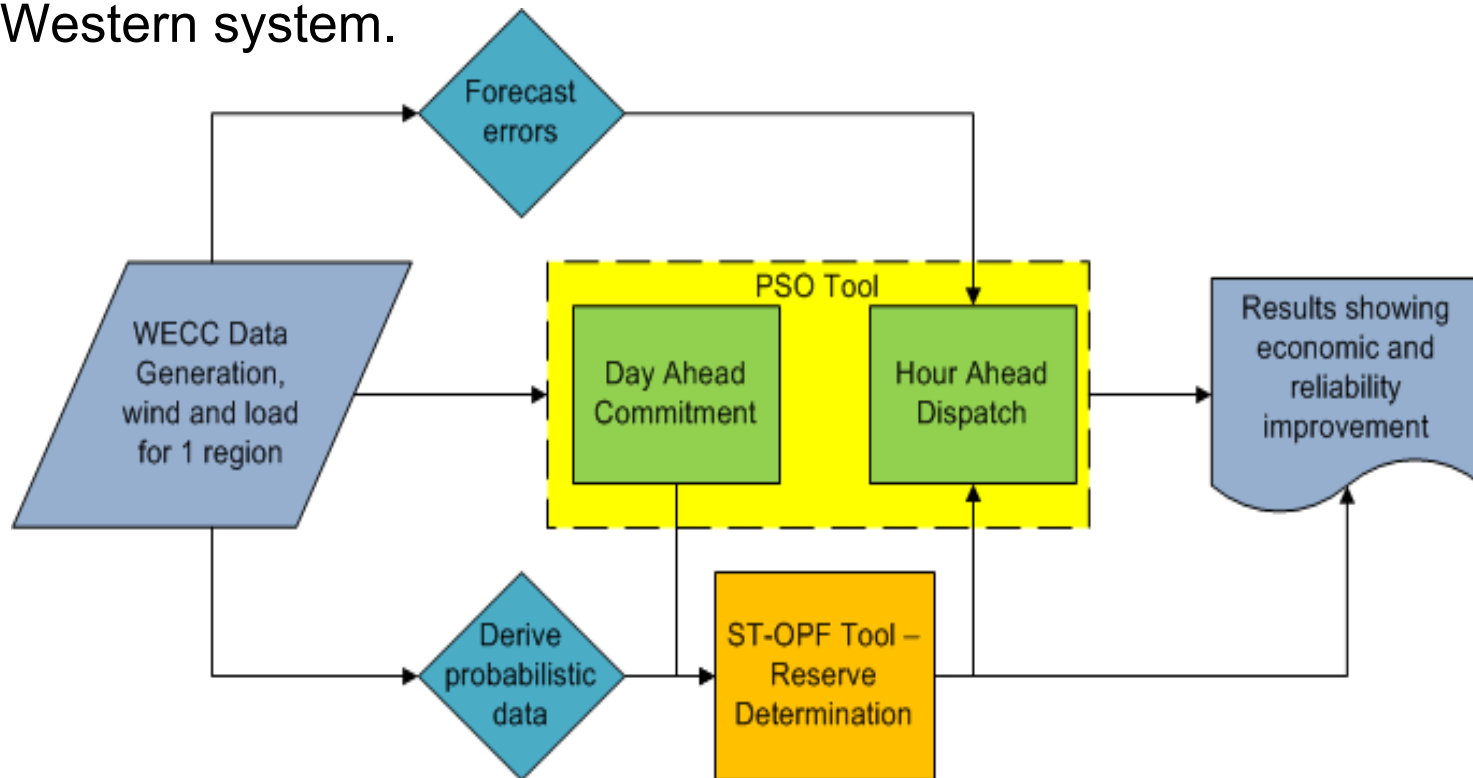 Western system.
Forecast
errors
WECC Data
Generation,
wind and load
for 1 region
PSO Tool
Day Ahead
Commitment
Hour Ahead
Dispatch
Results showing
economic and
reliability
improvement
Derive
probabilistic
data
ST-OPF Tool –
Reserve
Determination